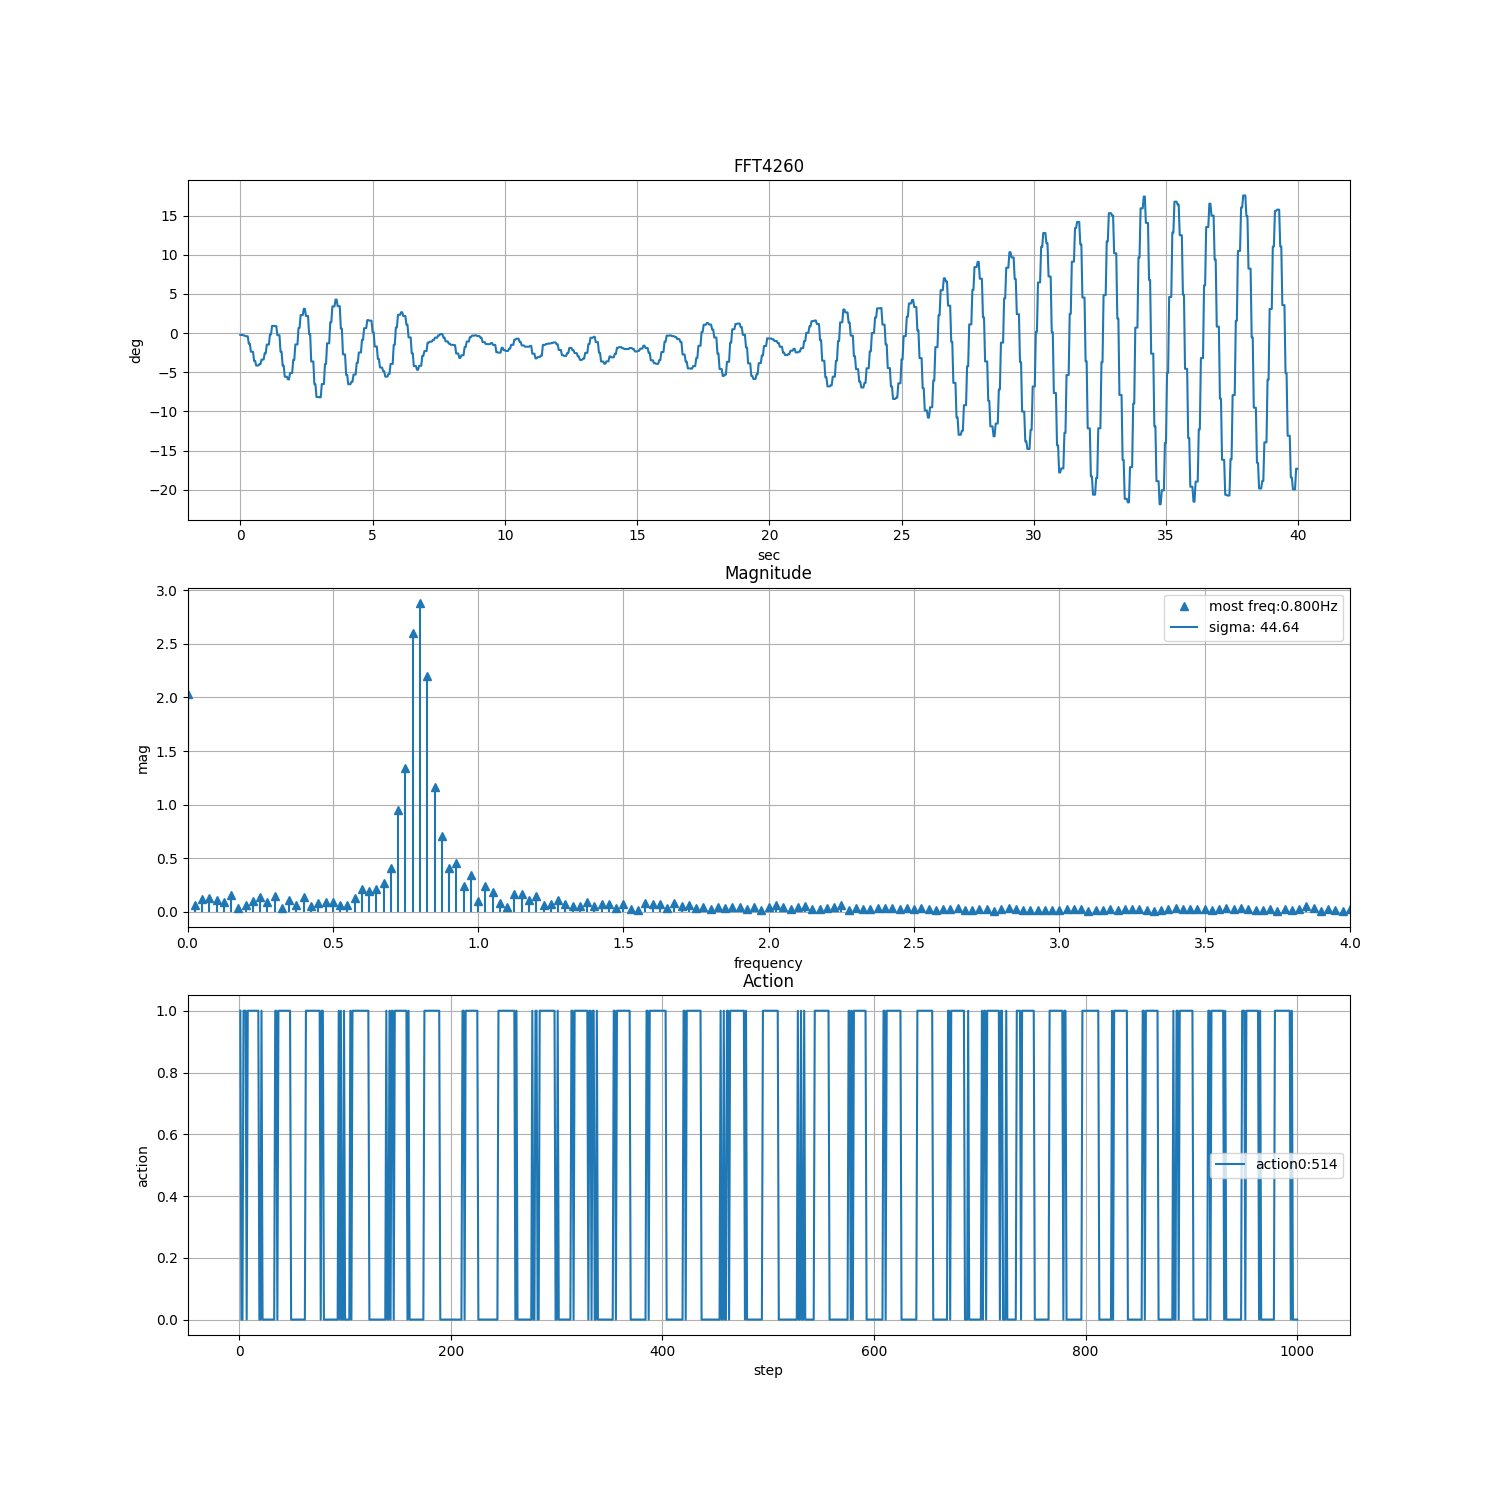 FFT4260
15
10
5
0
−5
−10
−15
−20
deg
0 5 10 15 20 25 30 35 40
sec
Magnitude
3.0
2.5
2.0
1.5
1.0
0.5
0.0
mag
most freq:0.800Hz
sigma: 44.64
0.0 0.5 1.0 1.5 2.0 2.5 3.0 3.5 4.0
frequency
Action
1.0
0.8
0.6
0.4
0.2
0.0
action
action0:514
0 200 400 600 800 1000
step